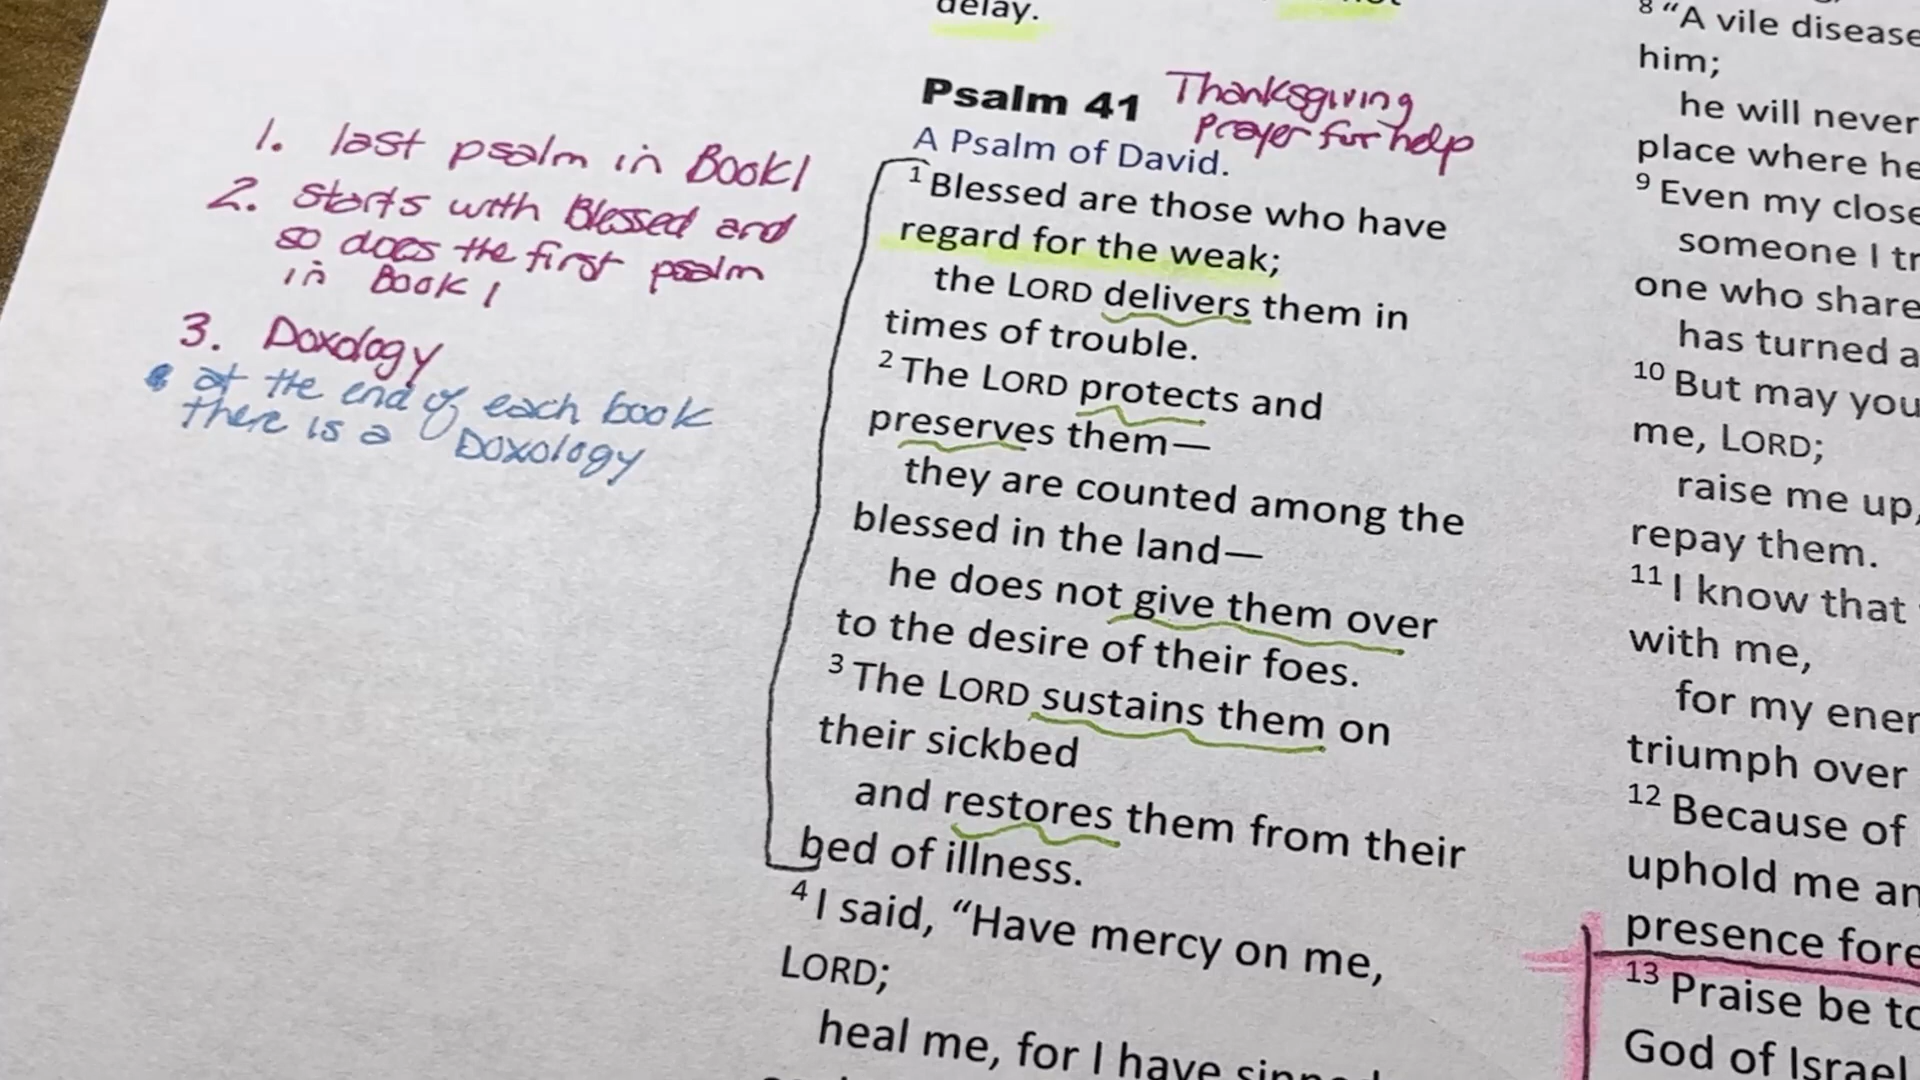 delay.
1. last psalm in Book 1
2. Starts with Blessed and
so does the first psalm
in Book 1
3. Doxology
at the end of each book
there is a Doxology
Psalm 41 Thanksgiving
Prayer for help
A Psalm of David.
1 Blessed are those who have
regard for the weak;
the LORD delivers them in
times of trouble.
2 The LORD protects and
preserves them—
they are counted among the
blessed in the land—
he does not give them over
to the desire of their foes.
3 The LORD sustains them on
their sickbed
and restores them from their
bed of illness.
4 I said, “Have mercy on me,
LORD;
heal me, for I have
8 “A vile disease
him;
he will never
place where he
9 Even my close
someone I
one who
has turned
10 But may you
me, LORD;
raise me up,
repay them.
11 I know that
with me,
for my
triumph over
12 Because of
uphold me
presence
13 Praise be
God of Israel